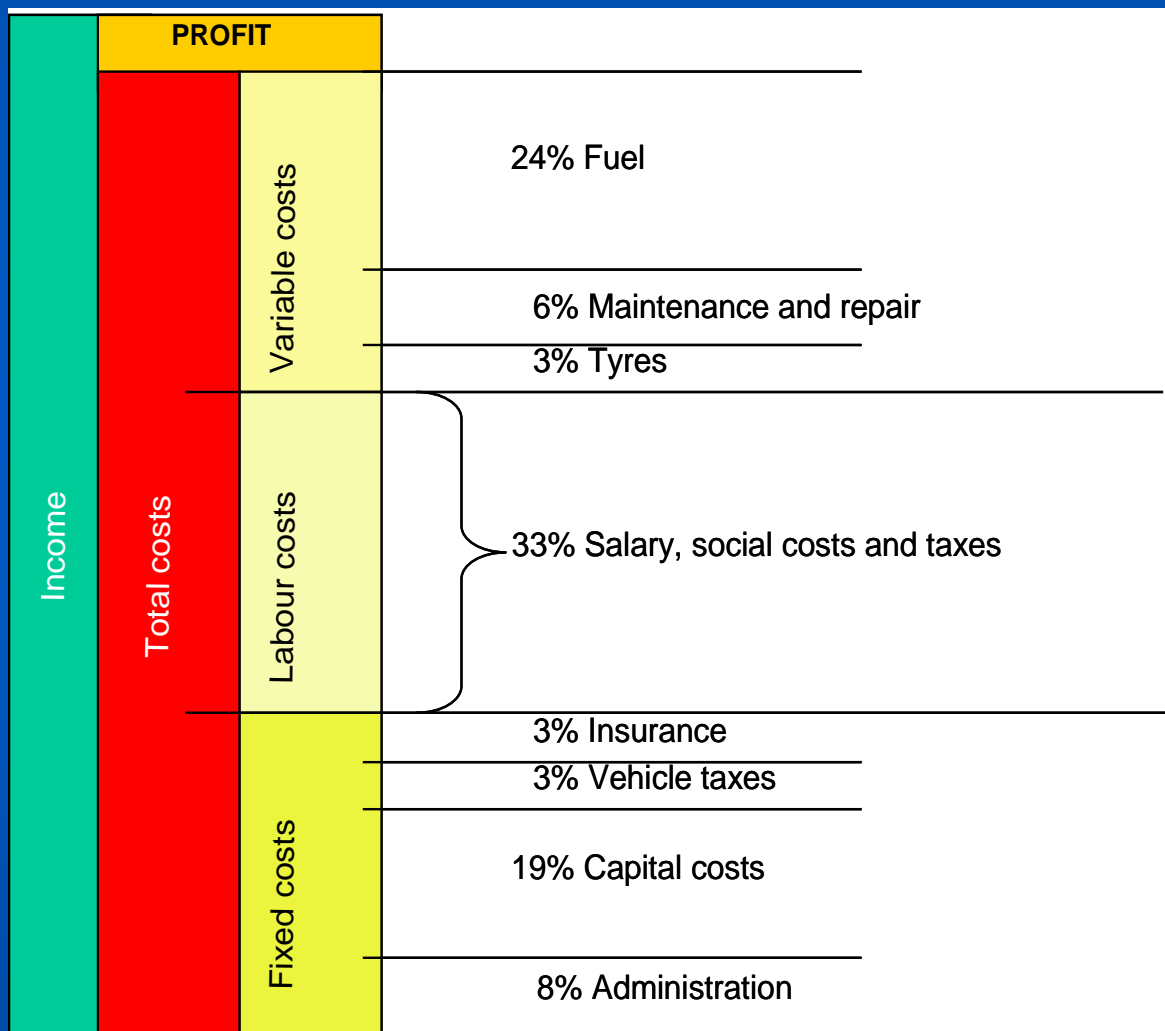 PROFIT
Income
Total costs
Variable costs
24% Fuel
6% Maintenance and repair
3% Tyres
Labour costs
33% Salary, social costs and taxes
Fixed costs
3% Insurance
3% Vehicle taxes
19% Capital costs
8% Administration